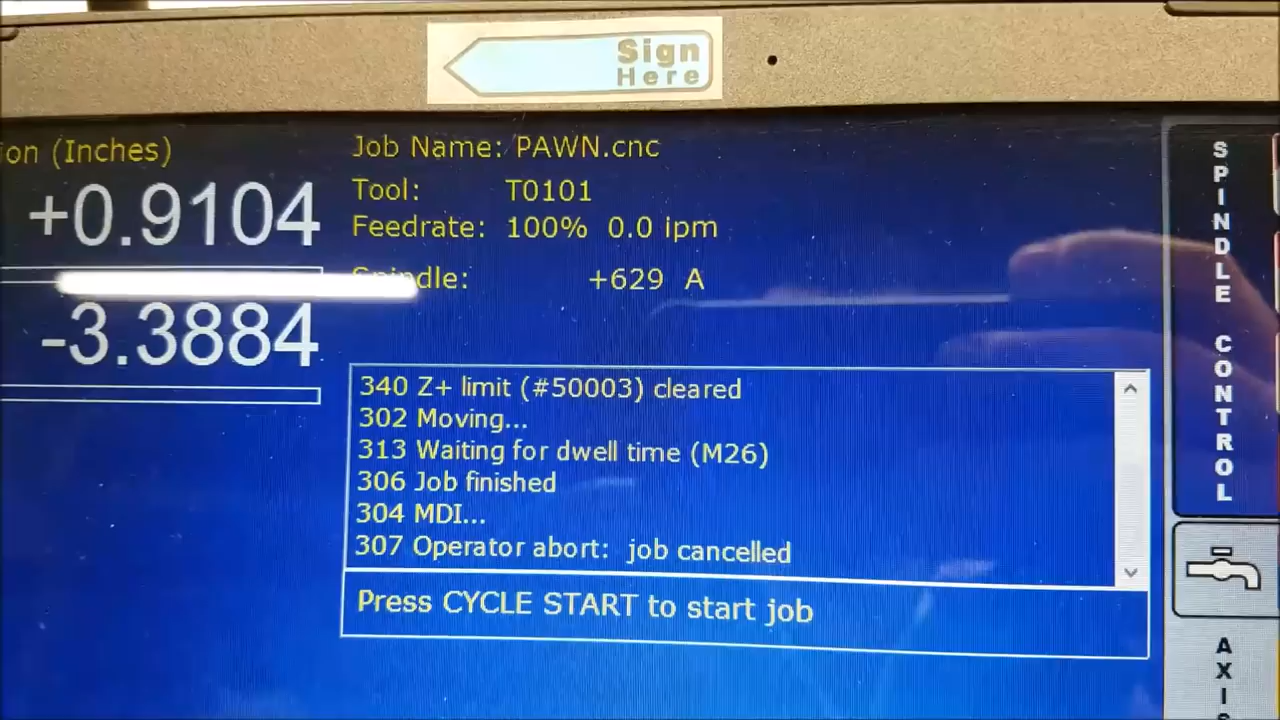 Sign
Here
ion (Inches)
+0.9104
-3.3884
Job Name: PAWN.cnc
Tool: T0101
Feedrate: 100% 0.0 ipm
Spindle: +629 A
340 Z+ limit (#50003) cleared
302 Moving...
313 Waiting for dwell time (M26)
306 Job finished
304 MDI...
307 Operator abort: job cancelled
Press CYCLE START to start job
SPINDLE CONTROL
AXIS